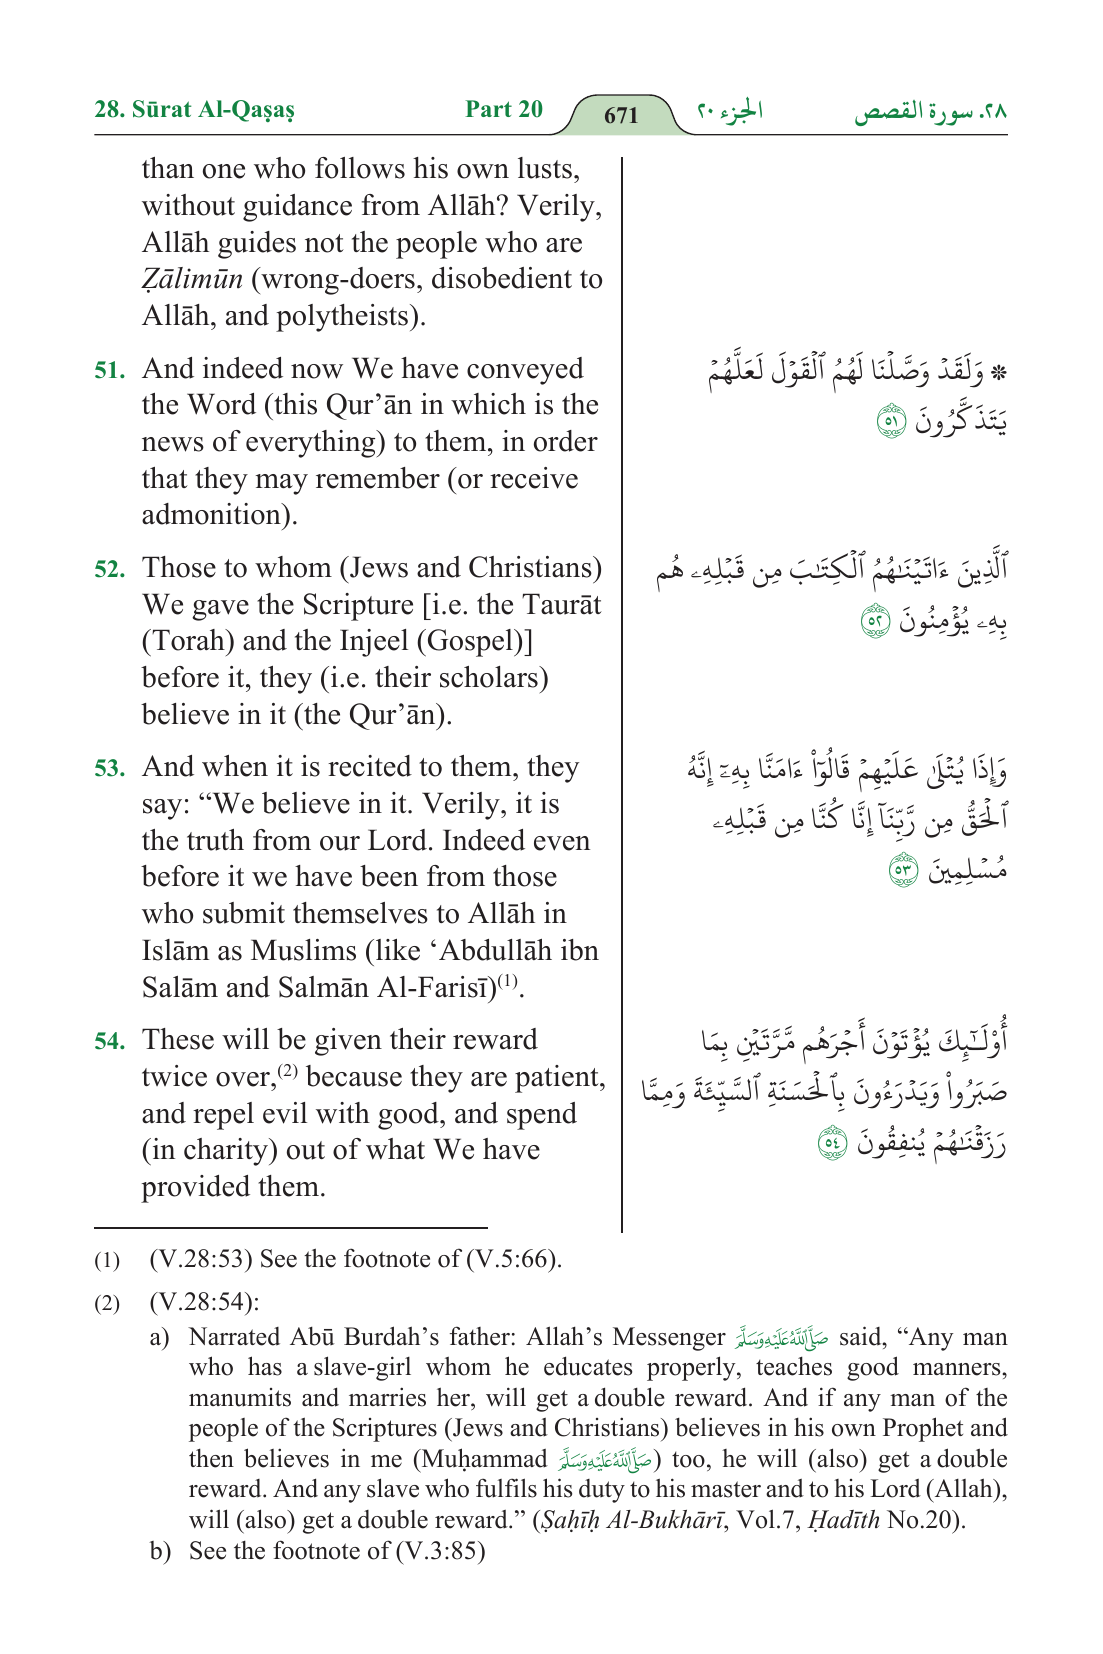 28. Sūrat Al-Qaṣaṣ Part 20 671 الجزء ٢٠ ٢٨. سورة القصص
than one who follows his own lusts,
without guidance from Allāh? Verily,
Allāh guides not the people who are
Ẓālimūn (wrong-doers, disobedient to
Allāh, and polytheists).
51. And indeed now We have conveyed
the Word (this Qur’ān in which is the
news of everything) to them, in order
that they may remember (or receive
admonition).
52. Those to whom (Jews and Christians)
We gave the Scripture [i.e. the Taurāt
(Torah) and the Injeel (Gospel)]
before it, they (i.e. their scholars)
believe in it (the Qur’ān).
53. And when it is recited to them, they
say: “We believe in it. Verily, it is
the truth from our Lord. Indeed even
before it we have been from those
who submit themselves to Allāh in
Islām as Muslims (like ‘Abdullāh ibn
Salām and Salmān Al-Farisī)(1).
54. These will be given their reward
twice over,(2) because they are patient,
and repel evil with good, and spend
(in charity) out of what We have
provided them.
۞ وَلَقَدْ وَصَّلْنَا لَهُمُ ٱلْقَوْلَ لَعَلَّهُمْ
يَتَذَكَّرُونَ ٥١
ٱلَّذِينَ ءَاتَيْنَٰهُمُ ٱلْكِتَٰبَ مِن قَبْلِهِۦ هُم
بِهِۦ يُؤْمِنُونَ ٥٢
وَإِذَا يُتْلَىٰ عَلَيْهِمْ قَالُوٓا۟ ءَامَنَّا بِهِۦٓ إِنَّهُ
ٱلْحَقُّ مِن رَّبِّنَآ إِنَّا كُنَّا مِن قَبْلِهِۦ
مُسْلِمِينَ ٥٣
أُو۟لَٰٓئِكَ يُؤْتَوْنَ أَجْرَهُم مَّرَّتَيْنِ بِمَا
صَبَرُوا۟ وَيَدْرَءُونَ بِٱلْحَسَنَةِ ٱلسَّيِّئَةَ وَمِمَّا
رَزَقْنَٰهُمْ يُنفِقُونَ ٥٤
(1) (V.28:53) See the footnote of (V.5:66).
(2) (V.28:54):
a) Narrated Abū Burdah’s father: Allah’s Messenger صَلَّى اللَّهُ عَلَيْهِ وَسَلَّمَ said, “Any man
who has a slave-girl whom he educates properly, teaches good manners,
manumits and marries her, will get a double reward. And if any man of the
people of the Scriptures (Jews and Christians) believes in his own Prophet and
then believes in me (Muḥammad صَلَّى اللَّهُ عَلَيْهِ وَسَلَّمَ) too, he will (also) get a double
reward. And any slave who fulfils his duty to his master and to his Lord (Allah),
will (also) get a double reward.” (Ṣaḥīḥ Al-Bukhārī, Vol.7, Ḥadīth No.20).
b) See the footnote of (V.3:85)